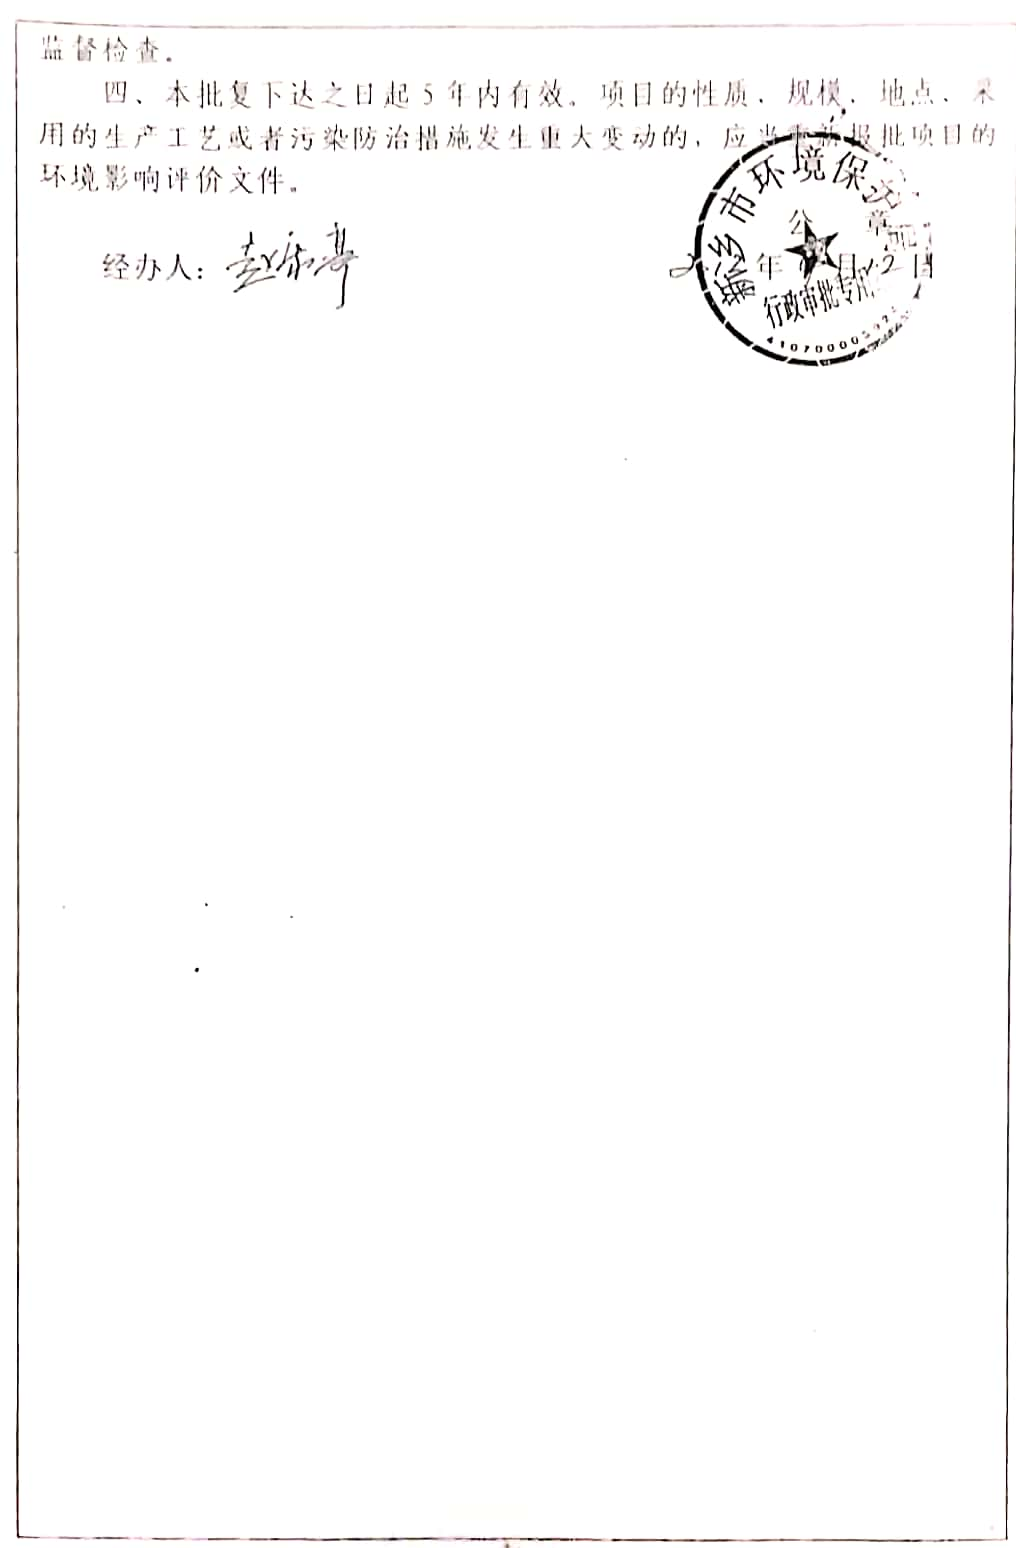 监督检查。
四、本批复下达之日起5年内有效。项目的性质、规模、地点、采
用的生产工艺或者污染防治措施发生重大变动的，应当重新报批项目的
环境影响评价文件。
新乡市环境保护局
公 章
经办人：
年 月 日
行政审批专用